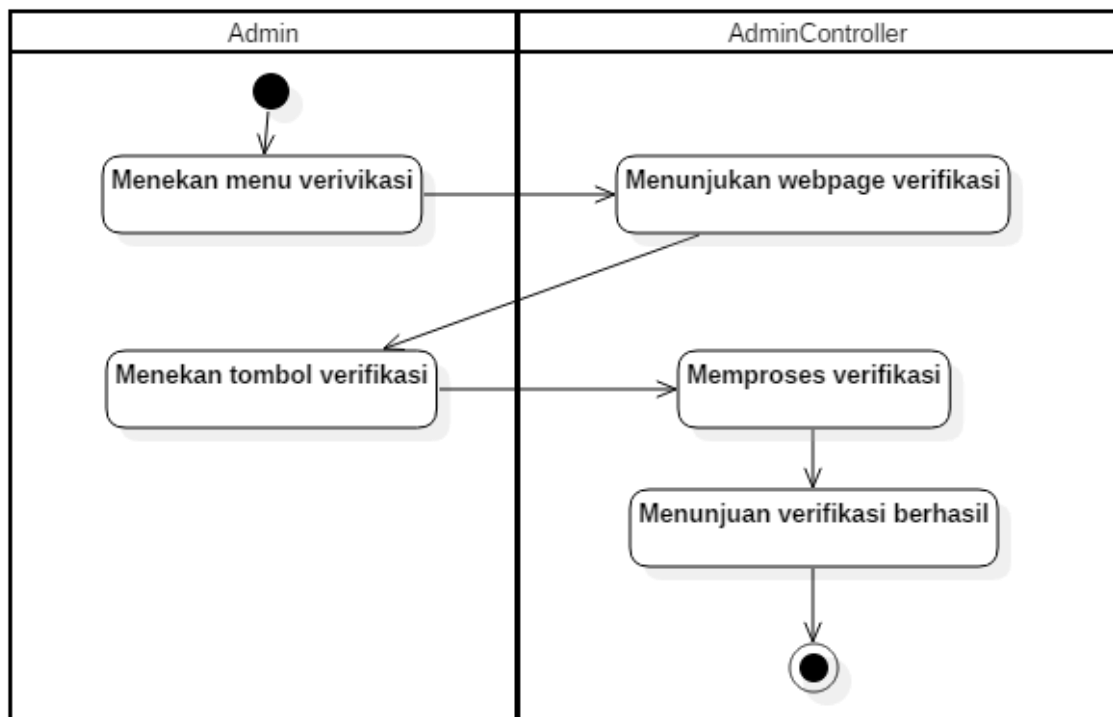 Admin
AdminController
Menekan menu verivikasi
Menunjukan webpage verifikasi
Menekan tombol verifikasi
Memproses verifikasi
Menunjuan verifikasi berhasil